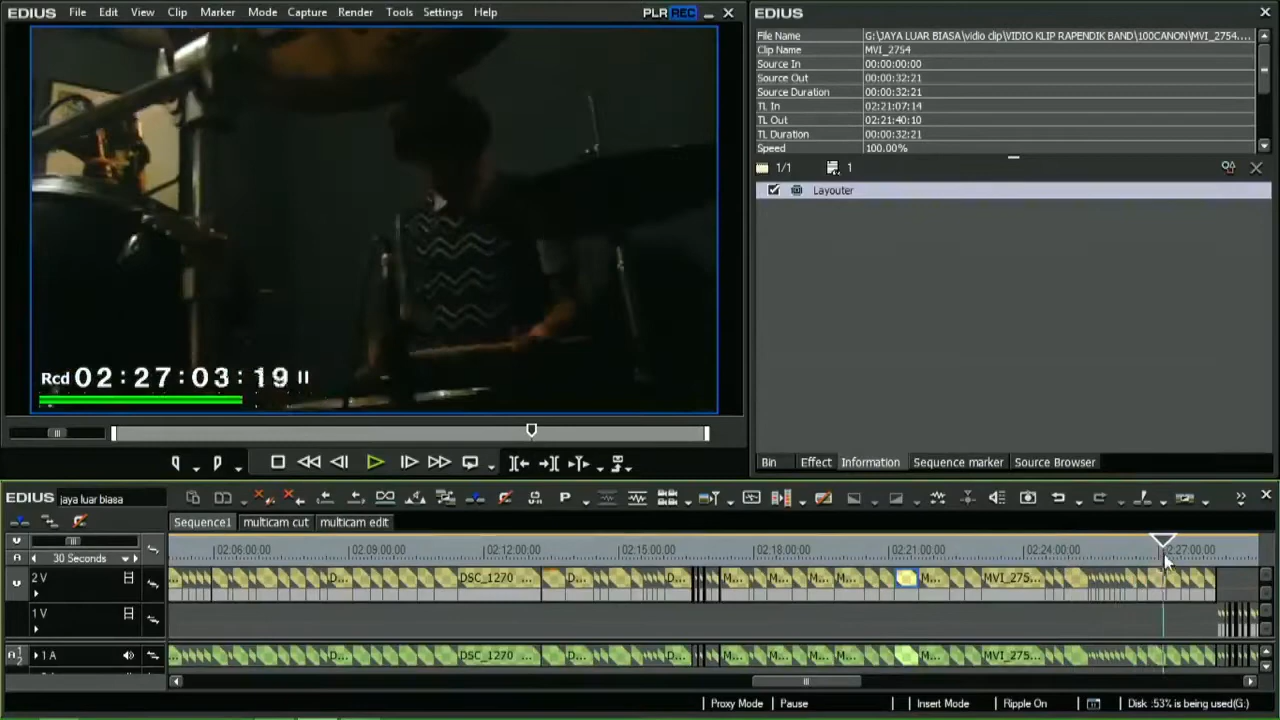 EDIUS File Edit View Clip Marker Mode Capture Render Tools Settings Help PLR REC
Rcd 02:27:03:19
EDIUS
File Name G:\JAYA LUAR BIASA\vidio clip\VIDIO KLIP RAPENDIK BAND\100CANON\MVI_2754....
Clip Name MVI_2754
Source In 00:00:00:00
Source Out 00:00:32:21
Source Duration 00:00:32:21
TL In 02:21:07:14
TL Out 02:21:40:10
TL Duration 00:00:32:21
Speed 100.00%
1/1 1
Layouter
Bin Effect Information Sequence marker Source Browser
EDIUS jaya luar biasa
P
Sequence1 multicam cut multicam edit
30 Seconds 02:06:00:00 02:09:00:00 02:12:00:00 02:15:00:00 02:18:00:00 02:21:00:00 02:24:00:00 02:27:00:00
2 V D... DSC_1270 ... D... D... M... M... M... M... M... MVI_275...
1 V
1 A D... DSC_1270 ... D... D... M... M... M... M... M... MVI_275...
Proxy Mode Pause Insert Mode Ripple On Disk :53% is being used(G:)